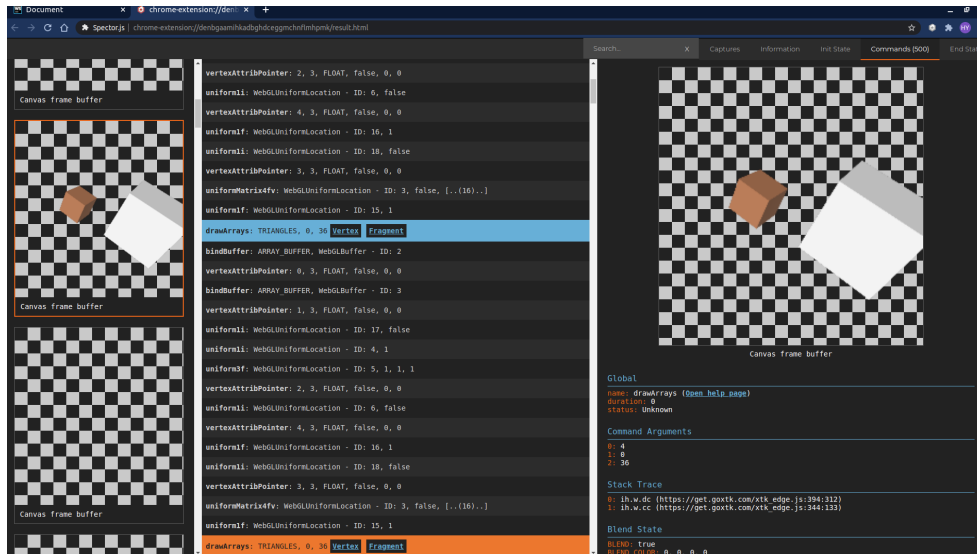 Document
Spector.js
Spector.js | chrome-extension://denbgaamihkadbghdceggmchnflmhpmk/result.html
HY
Search...
X
Captures
Information
Init State
Commands (500)
End Sta
Canvas frame buffer
Canvas frame buffer
Canvas frame buffer
vertexAttribPointer: 2, 3, FLOAT, false, 0, 0
uniform1i: WebGLUniformLocation - ID: 6, false
vertexAttribPointer: 4, 3, FLOAT, false, 0, 0
uniform1f: WebGLUniformLocation - ID: 16, 1
uniform1i: WebGLUniformLocation - ID: 18, false
vertexAttribPointer: 3, 3, FLOAT, false, 0, 0
uniformMatrix4fv: WebGLUniformLocation - ID: 3, false, [..(16)..]
uniform1f: WebGLUniformLocation - ID: 15, 1
drawArrays: TRIANGLES, 0, 36 Vertex Fragment
bindBuffer: ARRAY_BUFFER, WebGLBuffer - ID: 2
vertexAttribPointer: 0, 3, FLOAT, false, 0, 0
bindBuffer: ARRAY_BUFFER, WebGLBuffer - ID: 3
vertexAttribPointer: 1, 3, FLOAT, false, 0, 0
uniform1i: WebGLUniformLocation - ID: 17, false
uniform1i: WebGLUniformLocation - ID: 4, 1
uniform3f: WebGLUniformLocation - ID: 5, 1, 1, 1
vertexAttribPointer: 2, 3, FLOAT, false, 0, 0
uniform1i: WebGLUniformLocation - ID: 6, false
vertexAttribPointer: 4, 3, FLOAT, false, 0, 0
uniform1f: WebGLUniformLocation - ID: 16, 1
uniform1i: WebGLUniformLocation - ID: 18, false
vertexAttribPointer: 3, 3, FLOAT, false, 0, 0
uniformMatrix4fv: WebGLUniformLocation - ID: 3, false, [..(16)..]
uniform1f: WebGLUniformLocation - ID: 15, 1
drawArrays: TRIANGLES, 0, 36 Vertex Fragment
Canvas frame buffer
Global
name: drawArrays (Open help page)
duration: 0
status: Unknown
Command Arguments
0: 4
1: 0
2: 36
Stack Trace
0: ih.w.dc (https://get.goxtk.com/xtk_edge.js:394:312)
1: ih.w.cc (https://get.goxtk.com/xtk_edge.js:344:133)
Blend State
BLEND: true
BLEND_COLOR: 0, 0, 0, 0